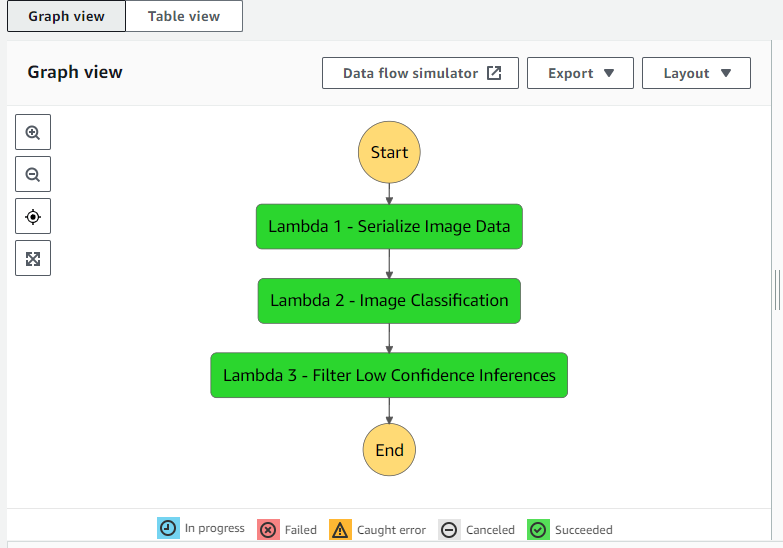 Graph view Table view
Graph view Data flow simulator Export Layout
Start
Lambda 1 - Serialize Image Data
Lambda 2 - Image Classification
Lambda 3 - Filter Low Confidence Inferences
End
In progress Failed Caught error Canceled Succeeded